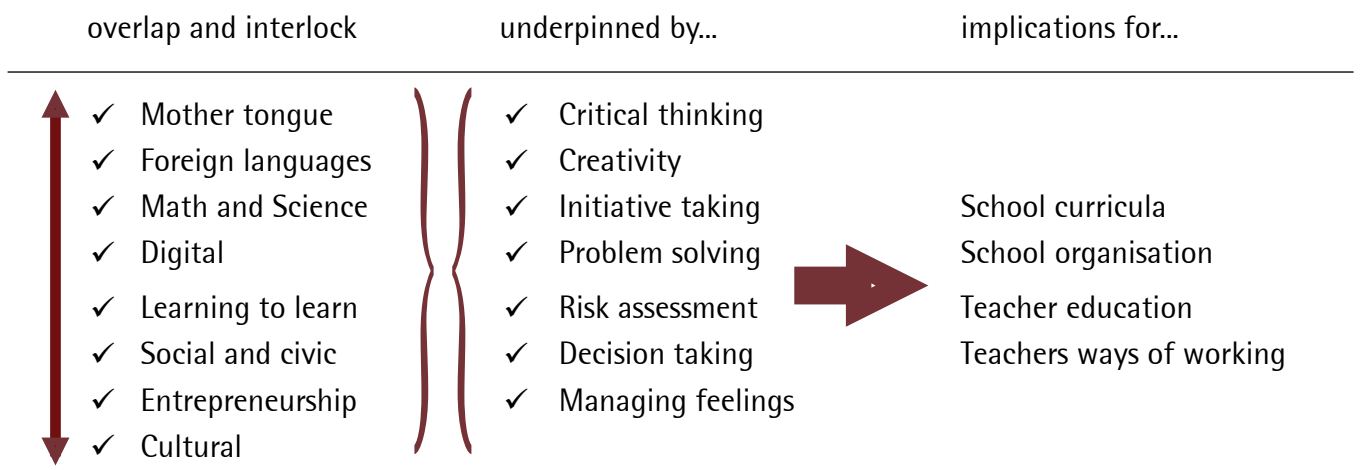 overlap and interlock
underpinned by...
implications for...
✓ Mother tongue
✓ Foreign languages
✓ Math and Science
✓ Digital
✓ Learning to learn
✓ Social and civic
✓ Entrepreneurship
✓ Cultural
✓ Critical thinking
✓ Creativity
✓ Initiative taking
✓ Problem solving
✓ Risk assessment
✓ Decision taking
✓ Managing feelings
School curricula
School organisation
Teacher education
Teachers ways of working